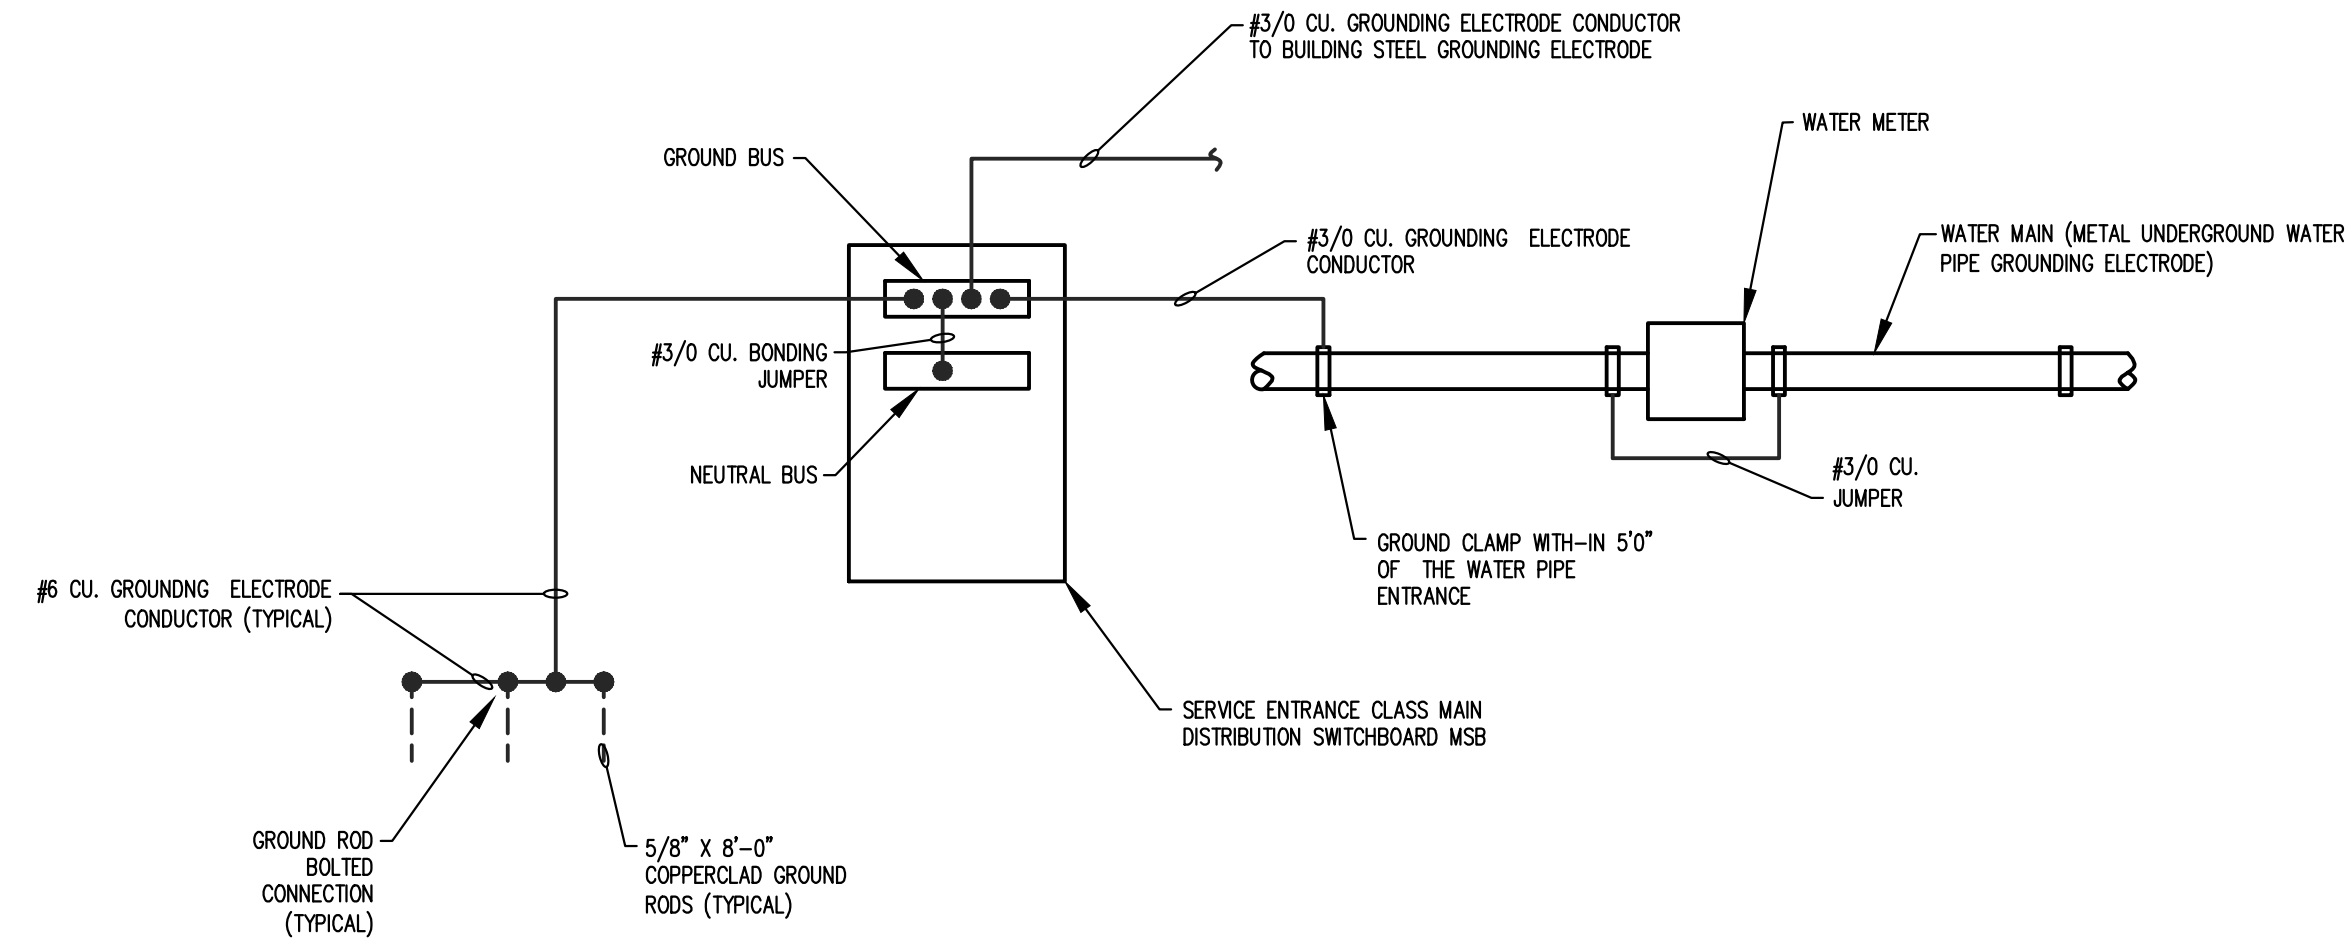 #3/0 CU. GROUNDING ELECTRODE CONDUCTOR
TO BUILDING STEEL GROUNDING ELECTRODE
WATER METER
GROUND BUS
#3/0 CU. GROUNDING ELECTRODE
CONDUCTOR
WATER MAIN (METAL UNDERGROUND WATER
PIPE GROUNDING ELECTRODE)
#3/0 CU. BONDING
JUMPER
NEUTRAL BUS
#3/0 CU.
JUMPER
GROUND CLAMP WITH-IN 5'0"
OF THE WATER PIPE
ENTRANCE
#6 CU. GROUNDNG ELECTRODE
CONDUCTOR (TYPICAL)
SERVICE ENTRANCE CLASS MAIN
DISTRIBUTION SWITCHBOARD MSB
GROUND ROD
BOLTED
CONNECTION
(TYPICAL)
5/8" X 8'-0"
COPPERCLAD GROUND
RODS (TYPICAL)